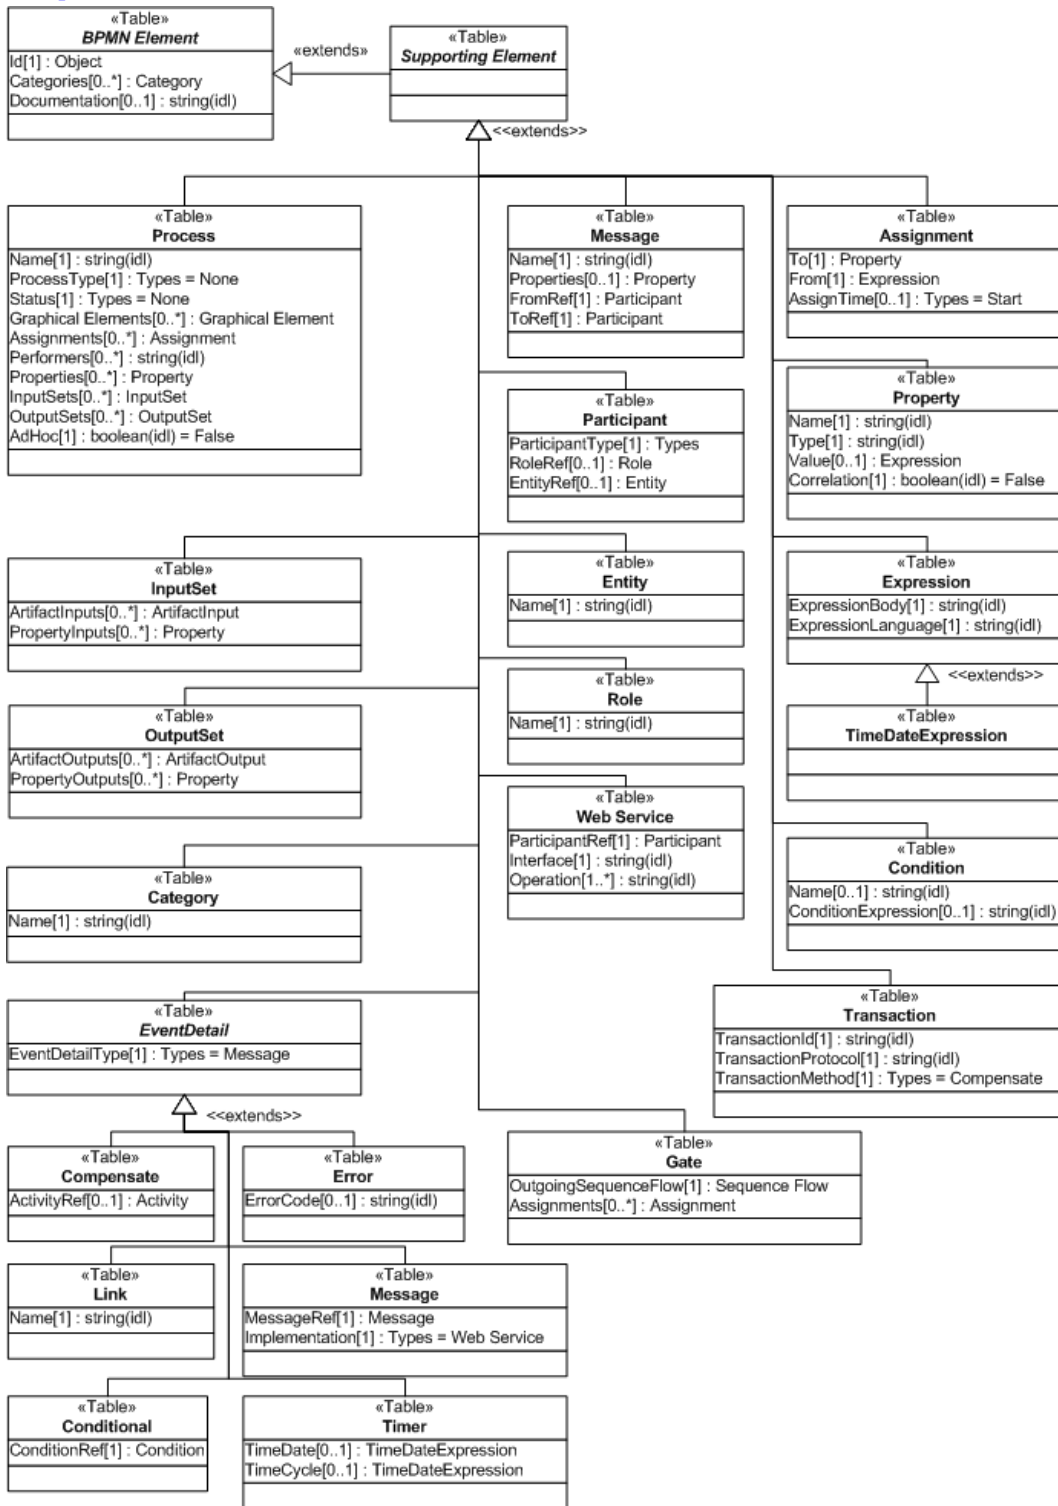 «Table»
BPMN Element
Id[1] : Object
Categories[0..*] : Category
Documentation[0..1] : string(idl)
«extends»
«Table»
Supporting Element
<<extends>>
«Table»
Process
Name[1] : string(idl)
ProcessType[1] : Types = None
Status[1] : Types = None
Graphical Elements[0..*] : Graphical Element
Assignments[0..*] : Assignment
Performers[0..*] : string(idl)
Properties[0..*] : Property
InputSets[0..*] : InputSet
OutputSets[0..*] : OutputSet
AdHoc[1] : boolean(idl) = False
«Table»
Message
Name[1] : string(idl)
Properties[0..1] : Property
FromRef[1] : Participant
ToRef[1] : Participant
«Table»
Assignment
To[1] : Property
From[1] : Expression
AssignTime[0..1] : Types = Start
«Table»
Participant
ParticipantType[1] : Types
RoleRef[0..1] : Role
EntityRef[0..1] : Entity
«Table»
Property
Name[1] : string(idl)
Type[1] : string(idl)
Value[0..1] : Expression
Correlation[1] : boolean(idl) = False
«Table»
InputSet
ArtifactInputs[0..*] : ArtifactInput
PropertyInputs[0..*] : Property
«Table»
Entity
Name[1] : string(idl)
«Table»
Expression
ExpressionBody[1] : string(idl)
ExpressionLanguage[1] : string(idl)
<<extends>>
«Table»
OutputSet
ArtifactOutputs[0..*] : ArtifactOutput
PropertyOutputs[0..*] : Property
«Table»
Role
Name[1] : string(idl)
«Table»
TimeDateExpression
«Table»
Web Service
ParticipantRef[1] : Participant
Interface[1] : string(idl)
Operation[1..*] : string(idl)
«Table»
Condition
Name[0..1] : string(idl)
ConditionExpression[0..1] : string(idl)
«Table»
Category
Name[1] : string(idl)
«Table»
Transaction
TransactionId[1] : string(idl)
TransactionProtocol[1] : string(idl)
TransactionMethod[1] : Types = Compensate
«Table»
EventDetail
EventDetailType[1] : Types = Message
<<extends>>
«Table»
Gate
OutgoingSequenceFlow[1] : Sequence Flow
Assignments[0..*] : Assignment
«Table»
Compensate
ActivityRef[0..1] : Activity
«Table»
Error
ErrorCode[0..1] : string(idl)
«Table»
Link
Name[1] : string(idl)
«Table»
Message
MessageRef[1] : Message
Implementation[1] : Types = Web Service
«Table»
Conditional
ConditionRef[1] : Condition
«Table»
Timer
TimeDate[0..1] : TimeDateExpression
TimeCycle[0..1] : TimeDateExpression